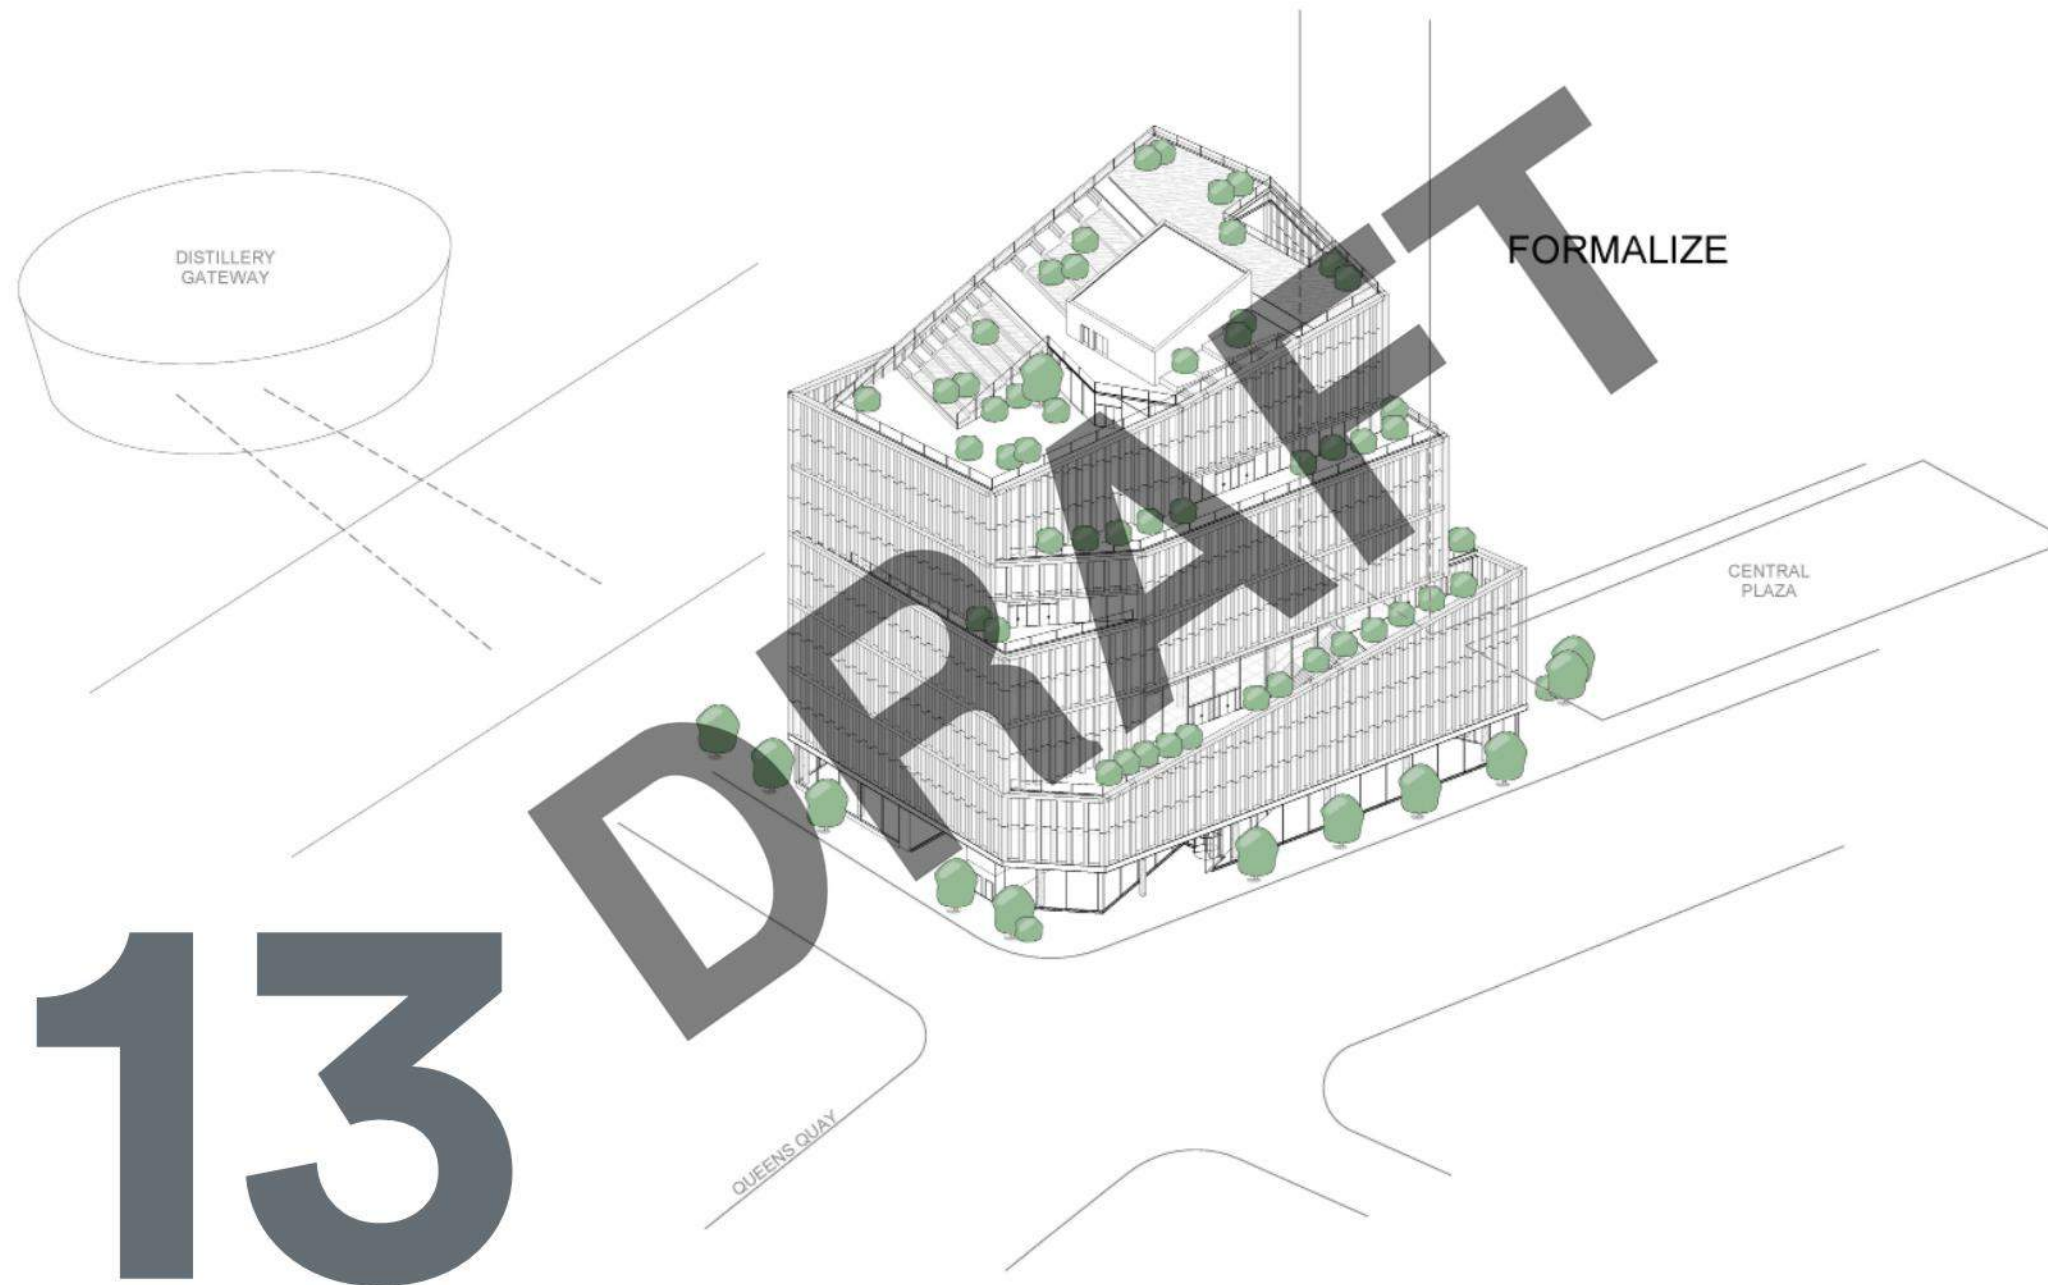 FORMALIZE
DISTILLERY
GATEWAY
DRAFT
CENTRAL
PLAZA
QUEENS QUAY
13